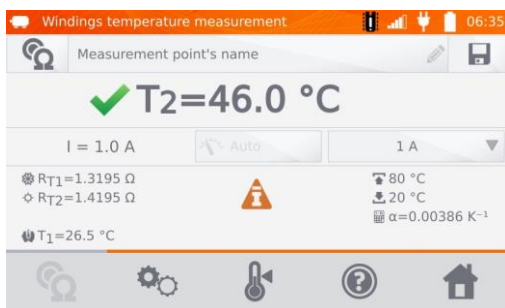 Windings temperature measurement 06:35
Measurement point's name
T2=46.0 °C
I = 1.0 A Auto 1 A
RT1=1.3195 Ω 80 °C
RT2=1.4195 Ω 20 °C
α=0.00386 K⁻¹
T1=26.5 °C